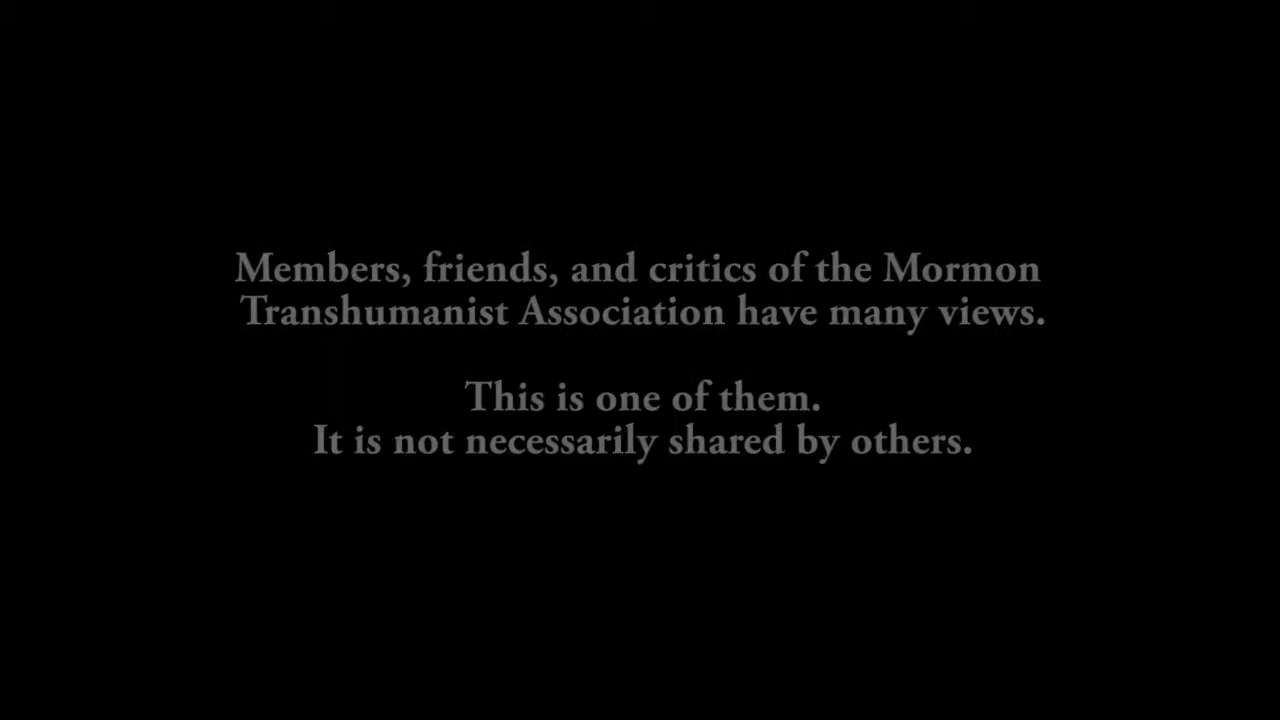 Members, friends, and critics of the Mormon
Transhumanist Association have many views.
This is one of them.
It is not necessarily shared by others.